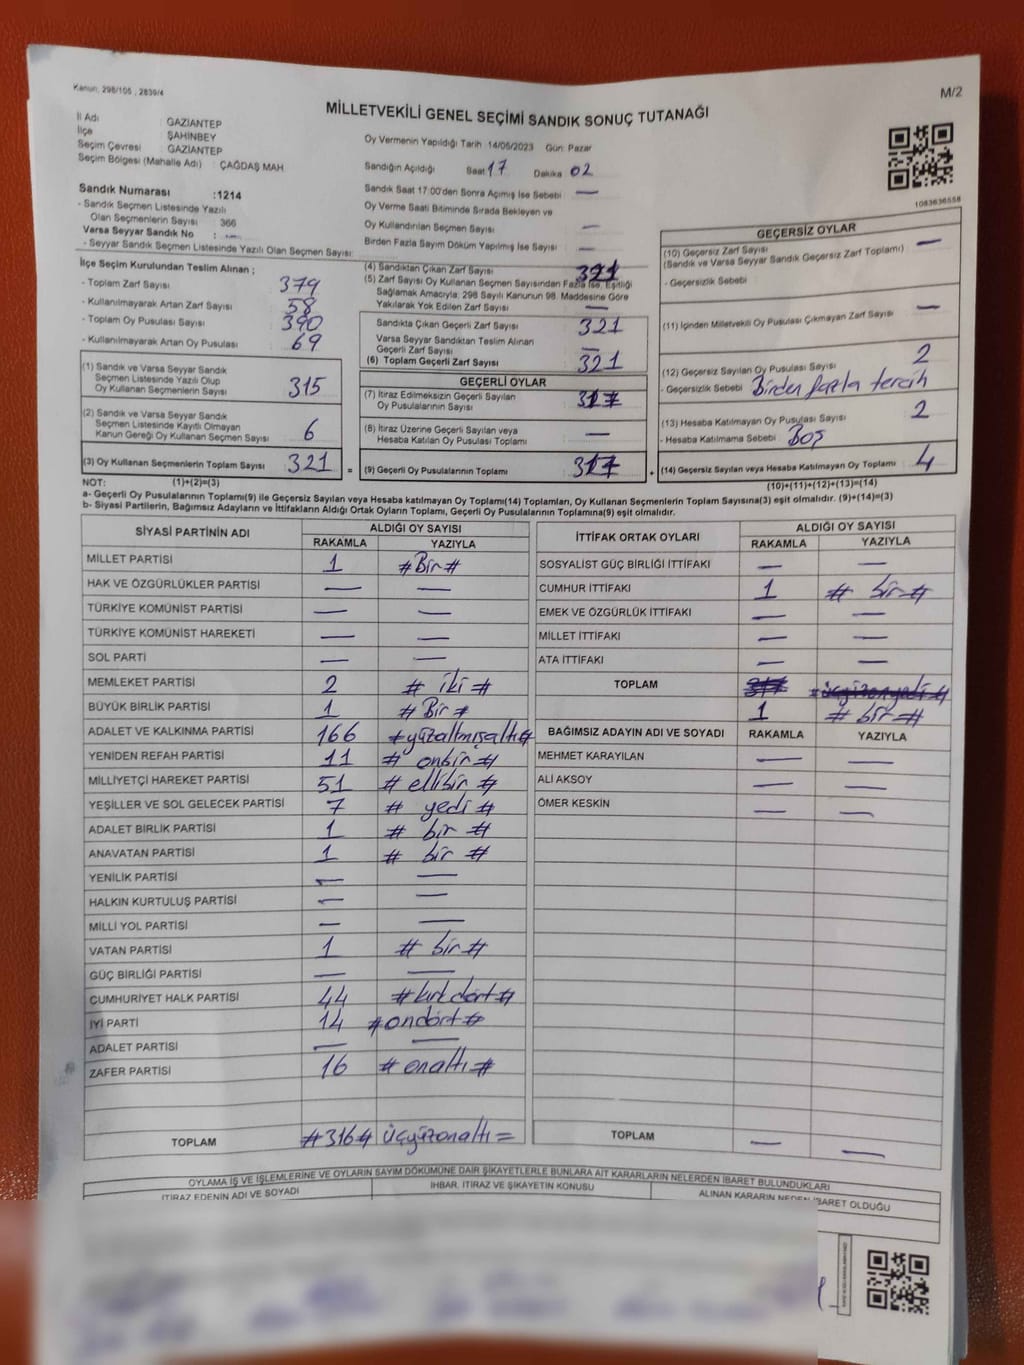 Kanun, 298/105 , 2839/4
M/2
MİLLETVEKİLİ GENEL SEÇİMİ SANDIK SONUÇ TUTANAĞI
İl Adı : GAZİANTEP
İlçe : ŞAHİNBEY
Seçim Çevresi : GAZİANTEP
Seçim Bölgesi (Mahalle Adı) : ÇAĞDAŞ MAH
Sandık Numarası : 1214
- Sandık Seçmen Listesinde Yazılı
Olan Seçmenlerin Sayısı : 366
Varsa Seyyar Sandık No : —
- Seyyar Sandık Seçmen Listesinde Yazılı Olan Seçmen Sayısı:
Oy Vermenin Yapıldığı Tarih 14/05/2023 Gün: Pazar
Sandığın Açıldığı Saat 17 Dakika 02
Sandık Saat 17:00'den Sonra Açımış İse Sebebi —
Oy Verme Saati Bitiminde Sırada Bekleyen ve
Oy Kullandırılan Seçmen Sayısı —
Birden Fazla Sayım Döküm Yapılmış İse Sayısı —
1083636558
İlçe Seçim Kurulundan Teslim Alınan ;
- Toplam Zarf Sayısı 379
- Kullanılmayarak Artan Zarf Sayısı 58
- Toplam Oy Pusulası Sayısı 390
- Kullanılmayarak Artan Oy Pusulası 69
(1) Sandık ve Varsa Seyyar Sandık
Seçmen Listesinde Yazılı Olup
Oy Kullanan Seçmenlerin Sayısı 315
(2) Sandık ve Varsa Seyyar Sandık
Seçmen Listesinde Kayıtlı Olmayan
Kanun Gereği Oy Kullanan Seçmen Sayısı 6
(3) Oy Kullanan Seçmenlerin Toplam Sayısı 321 =
(4) Sandıktan Çıkan Zarf Sayısı 321
(5) Zarf Sayısı Oy Kullanan Seçmen Sayısından Fazla İse, Eşitliği
Sağlamak Amacıyla; 298 Sayılı Kanunun 98. Maddesine Göre
Yakılarak Yok Edilen Zarf Sayısı —
Sandıkta Çıkan Geçerli Zarf Sayısı 321
Varsa Seyyar Sandıktan Teslim Alınan
Geçerli Zarf Sayısı —
(6) Toplam Geçerli Zarf Sayısı 321
GEÇERLİ OYLAR
(7) İtiraz Edilmeksizin Geçerli Sayılan
Oy Pusulalarının Sayısı 317
(8) İtiraz Üzerine Geçerli Sayılan veya
Hesaba Katılan Oy Pusulası Toplamı —
(9) Geçerli Oy Pusulalarının Toplamı 317 +
GEÇERSİZ OYLAR
(10) Geçersiz Zarf Sayısı
(Sandık ve Varsa Seyyar Sandık Geçersiz Zarf Toplamı) —
- Geçersizlik Sebebi
(11) İçinden Milletvekili Oy Pusulası Çıkmayan Zarf Sayısı —
(12) Geçersiz Sayılan Oy Pusulası Sayısı 2
- Geçersizlik Sebebi Birden fazla tercih
(13) Hesaba Katılmayan Oy Pusulası Sayısı 2
- Hesaba Katılmama Sebebi Boş
(14) Geçersiz Sayılan veya Hesaba Katılmayan Oy Toplamı 4
NOT: (1)+(2)=(3)
(10)+(11)+(12)+(13)=(14)
a- Geçerli Oy Pusulalarının Toplamı(9) ile Geçersiz Sayılan veya Hesaba katılmayan Oy Toplamı(14) Toplamları, Oy Kullanan Seçmenlerin Toplam Sayısına(3) eşit olmalıdır. (9)+(14)=(3)
b- Siyasi Partilerin, Bağımsız Adayların ve İttifakların Aldığı Ortak Oyların Toplamı, Geçerli Oy Pusulalarının Toplamına(9) eşit olmalıdır.
SİYASİ PARTİNİN ADI ALDIĞI OY SAYISI
RAKAMLA YAZIYLA
MİLLET PARTİSİ 1 #Bir#
HAK VE ÖZGÜRLÜKLER PARTİSİ — —
TÜRKİYE KOMÜNİST PARTİSİ — —
TÜRKİYE KOMÜNİST HAREKETİ — —
SOL PARTİ — —
MEMLEKET PARTİSİ 2 # iki #
BÜYÜK BİRLİK PARTİSİ 1 # Bir #
ADALET VE KALKINMA PARTİSİ 166 #yüzaltmışaltı#
YENİDEN REFAH PARTİSİ 11 # onbir #
MİLLİYETÇİ HAREKET PARTİSİ 51 # ellibir #
YEŞİLLER VE SOL GELECEK PARTİSİ 7 # yedi #
ADALET BİRLİK PARTİSİ 1 # bir #
ANAVATAN PARTİSİ 1 # bir #
YENİLİK PARTİSİ — —
HALKIN KURTULUŞ PARTİSİ — —
MİLLİ YOL PARTİSİ — —
VATAN PARTİSİ 1 # bir #
GÜÇ BİRLİĞİ PARTİSİ — —
CUMHURİYET HALK PARTİSİ 44 #kırkdört#
İYİ PARTİ 14 #ondört#
ADALET PARTİSİ — —
ZAFER PARTİSİ 16 # onaltı #
TOPLAM #316# üçyüzonaltı=
İTTİFAK ORTAK OYLARI ALDIĞI OY SAYISI
RAKAMLA YAZIYLA
SOSYALİST GÜÇ BİRLİĞİ İTTİFAKI — —
CUMHUR İTTİFAKI 1 # bir #
EMEK VE ÖZGÜRLÜK İTTİFAKI — —
MİLLET İTTİFAKI — —
ATA İTTİFAKI — —
TOPLAM 317 #üçyüzonyedi#
1 # bir #
BAĞIMSIZ ADAYIN ADI VE SOYADI RAKAMLA YAZIYLA
MEHMET KARAYILAN — —
ALİ AKSOY — —
ÖMER KESKİN — —
TOPLAM — —
OYLAMA İŞ VE İŞLEMLERİNE VE OYLARIN SAYIM DÖKÜMÜNE DAİR ŞİKAYETLERLE BUNLARA AİT KARARLARIN NELERDEN İBARET BULUNDUKLARI
İTİRAZ EDENİN ADI VE SOYADI İHBAR, İTİRAZ VE ŞİKAYETİN KONUSU ALINAN KARARIN NEDEN İBARET OLDUĞU